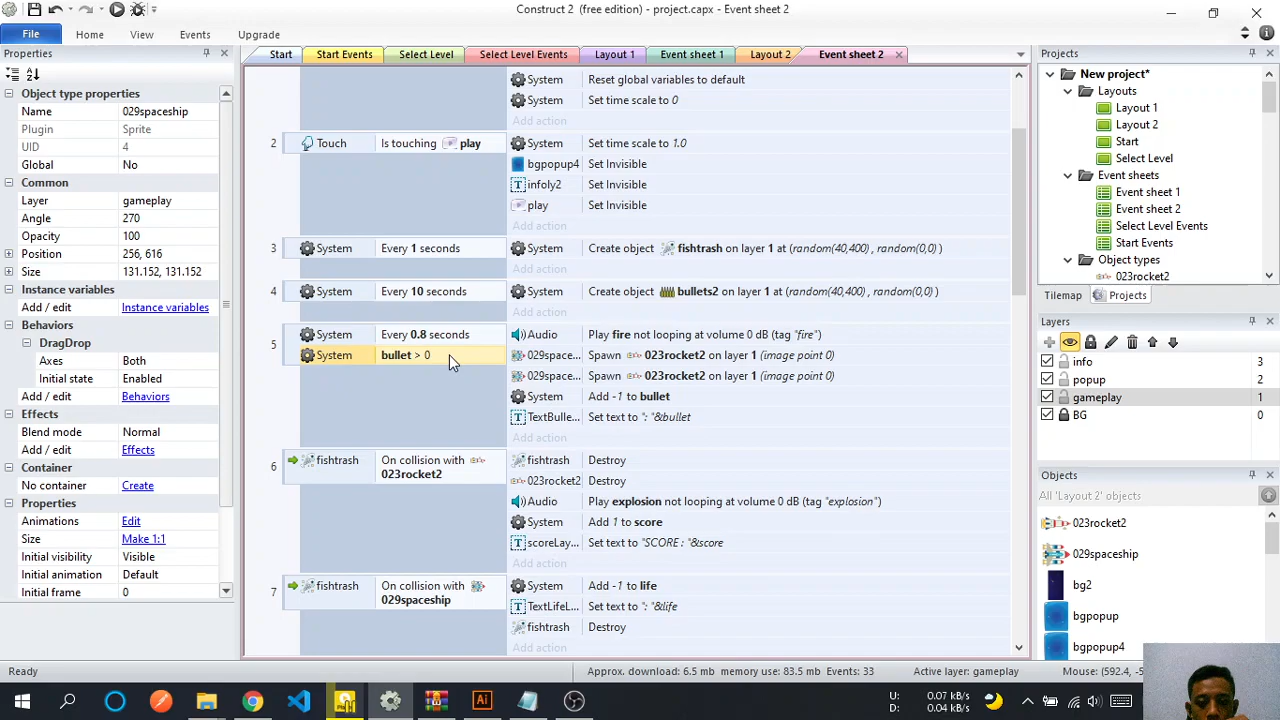 Construct 2 (free edition) - project.capx - Event sheet 2
File
Home
View
Events
Upgrade
Properties
Object type properties
Name 029spaceship
Plugin Sprite
UID 4
Global No
Common
Layer gameplay
Angle 270
Opacity 100
Position 256, 616
Size 131.152, 131.152
Instance variables
Add / edit Instance variables
Behaviors
DragDrop
Axes Both
Initial state Enabled
Add / edit Behaviors
Effects
Blend mode Normal
Add / edit Effects
Container
No container Create
Properties
Animations Edit
Size Make 1:1
Initial visibility Visible
Initial animation Default
Initial frame 0
Start
Start Events
Select Level
Select Level Events
Layout 1
Event sheet 1
Layout 2
Event sheet 2
System Reset global variables to default
System Set time scale to 0
Add action
2 Touch Is touching play System Set time scale to 1.0
bgpopup4 Set Invisible
infoly2 Set Invisible
play Set Invisible
Add action
3 System Every 1 seconds System Create object fishtrash on layer 1 at (random(40,400) , random(0,0) )
Add action
4 System Every 10 seconds System Create object bullets2 on layer 1 at (random(40,400) , random(0,0) )
Add action
5 System Every 0.8 seconds Audio Play fire not looping at volume 0 dB (tag "fire")
System bullet > 0 029space... Spawn 023rocket2 on layer 1 (image point 0)
029space... Spawn 023rocket2 on layer 1 (image point 0)
System Add -1 to bullet
TextBulle... Set text to ": "&bullet
Add action
6 fishtrash On collision with 023rocket2 fishtrash Destroy
023rocket2 Destroy
Audio Play explosion not looping at volume 0 dB (tag "explosion")
System Add 1 to score
scoreLay... Set text to "SCORE : "&score
Add action
7 fishtrash On collision with 029spaceship System Add -1 to life
TextLifeL... Set text to ": "&life
fishtrash Destroy
Add action
Projects
New project*
Layouts
Layout 1
Layout 2
Start
Select Level
Event sheets
Event sheet 1
Event sheet 2
Select Level Events
Start Events
Object types
023rocket2
Tilemap
Projects
Layers
info 3
popup 2
gameplay 1
BG 0
Objects
All 'Layout 2' objects
023rocket2
029spaceship
bg2
bgpopup
bgpopup4
Ready
Approx. download: 6.5 mb memory use: 83.5 mb Events: 33
Active layer: gameplay
U: 0.07 kB/s
D: 0.04 kB/s